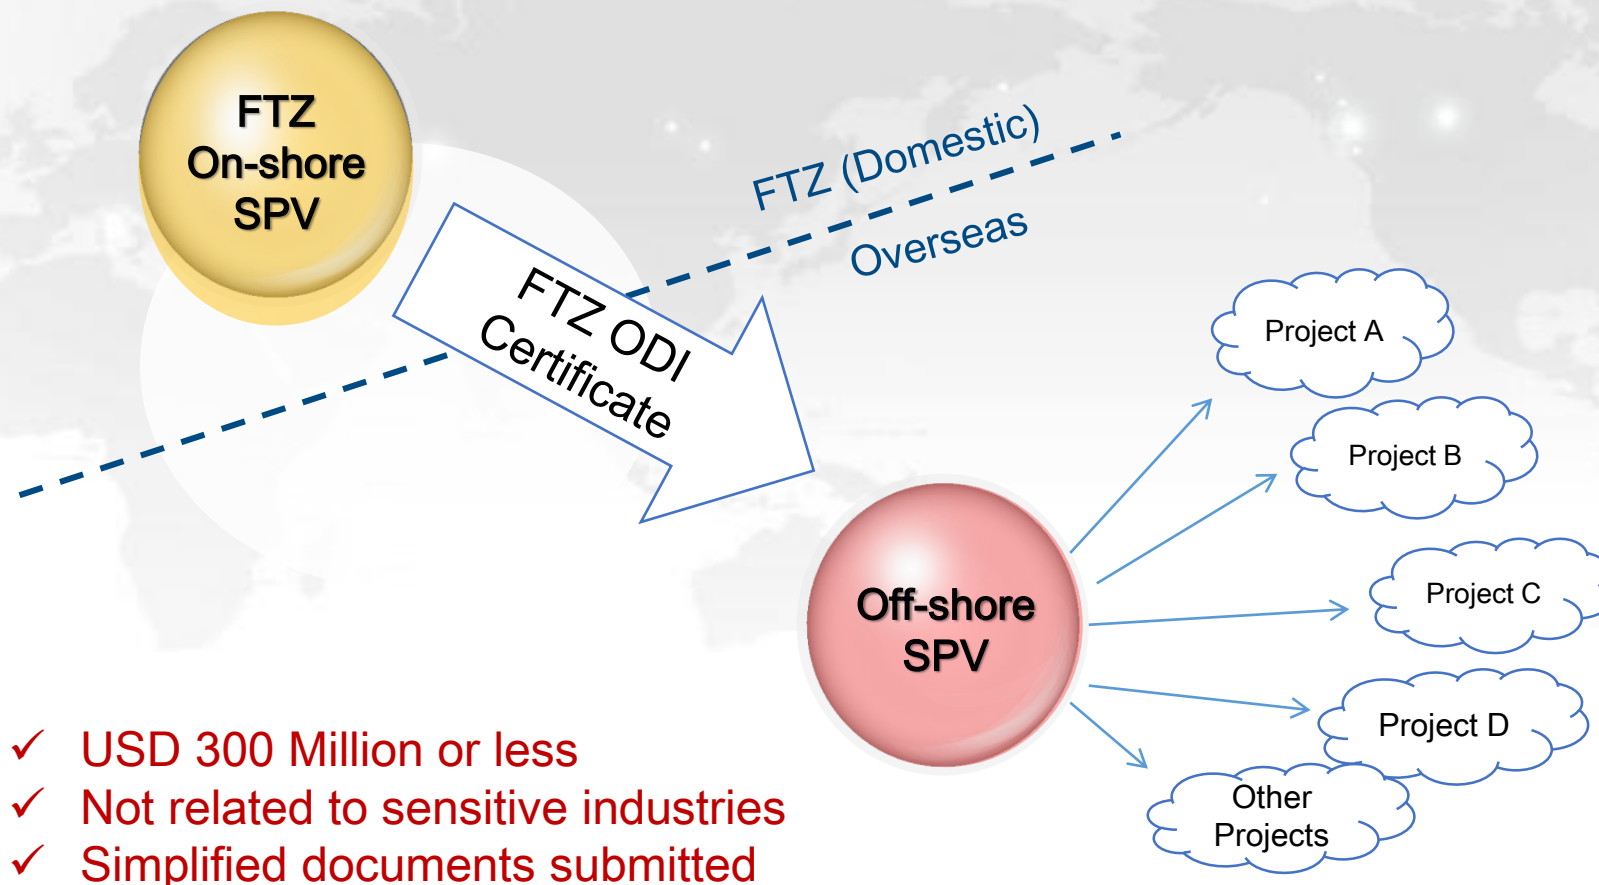 FTZ
On-shore
SPV
FTZ (Domestic)
Overseas
FTZ ODI
Certificate
Project A
Project B
Project C
Project D
Other
Projects
Off-shore
SPV
✓ USD 300 Million or less
✓ Not related to sensitive industries
✓ Simplified documents submitted